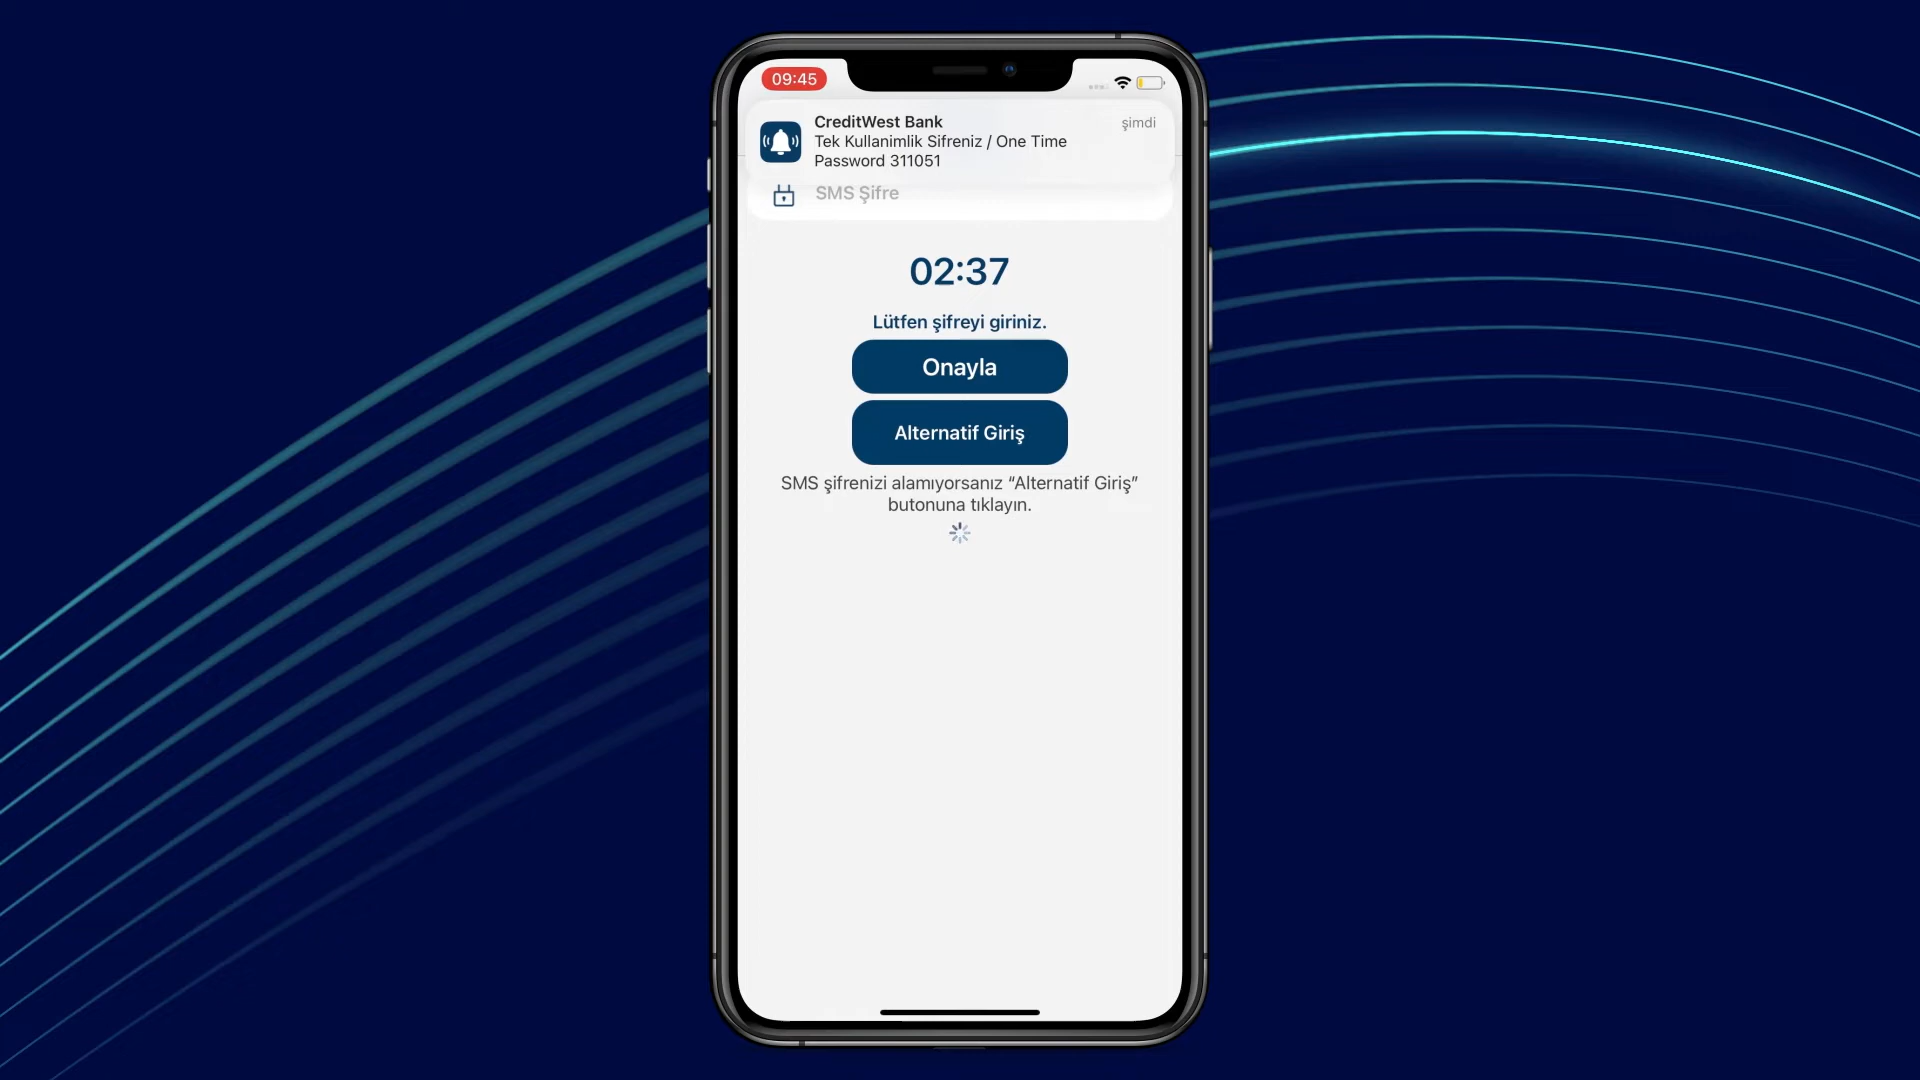 09:45
CreditWest Bank
şimdi
Tek Kullanimlik Sifreniz / One Time
Password 311051
SMS Şifre
02:37
Lütfen şifreyi giriniz.
Onayla
Alternatif Giriş
SMS şifrenizi alamıyorsanız “Alternatif Giriş”
butonuna tıklayın.